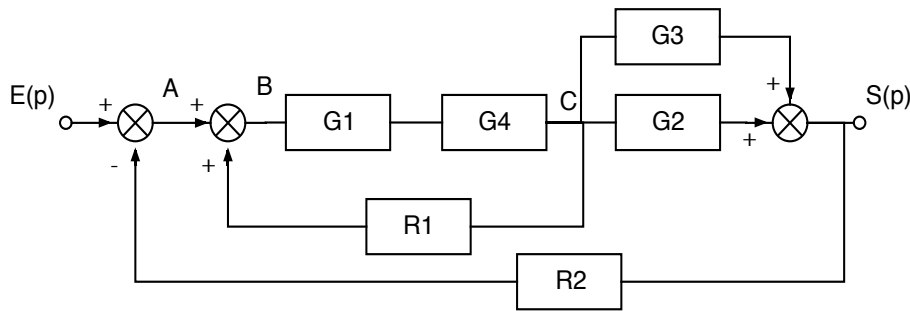 G3
E(p) + A + B G1 G4 C G2 + + S(p)
- +
R1
R2